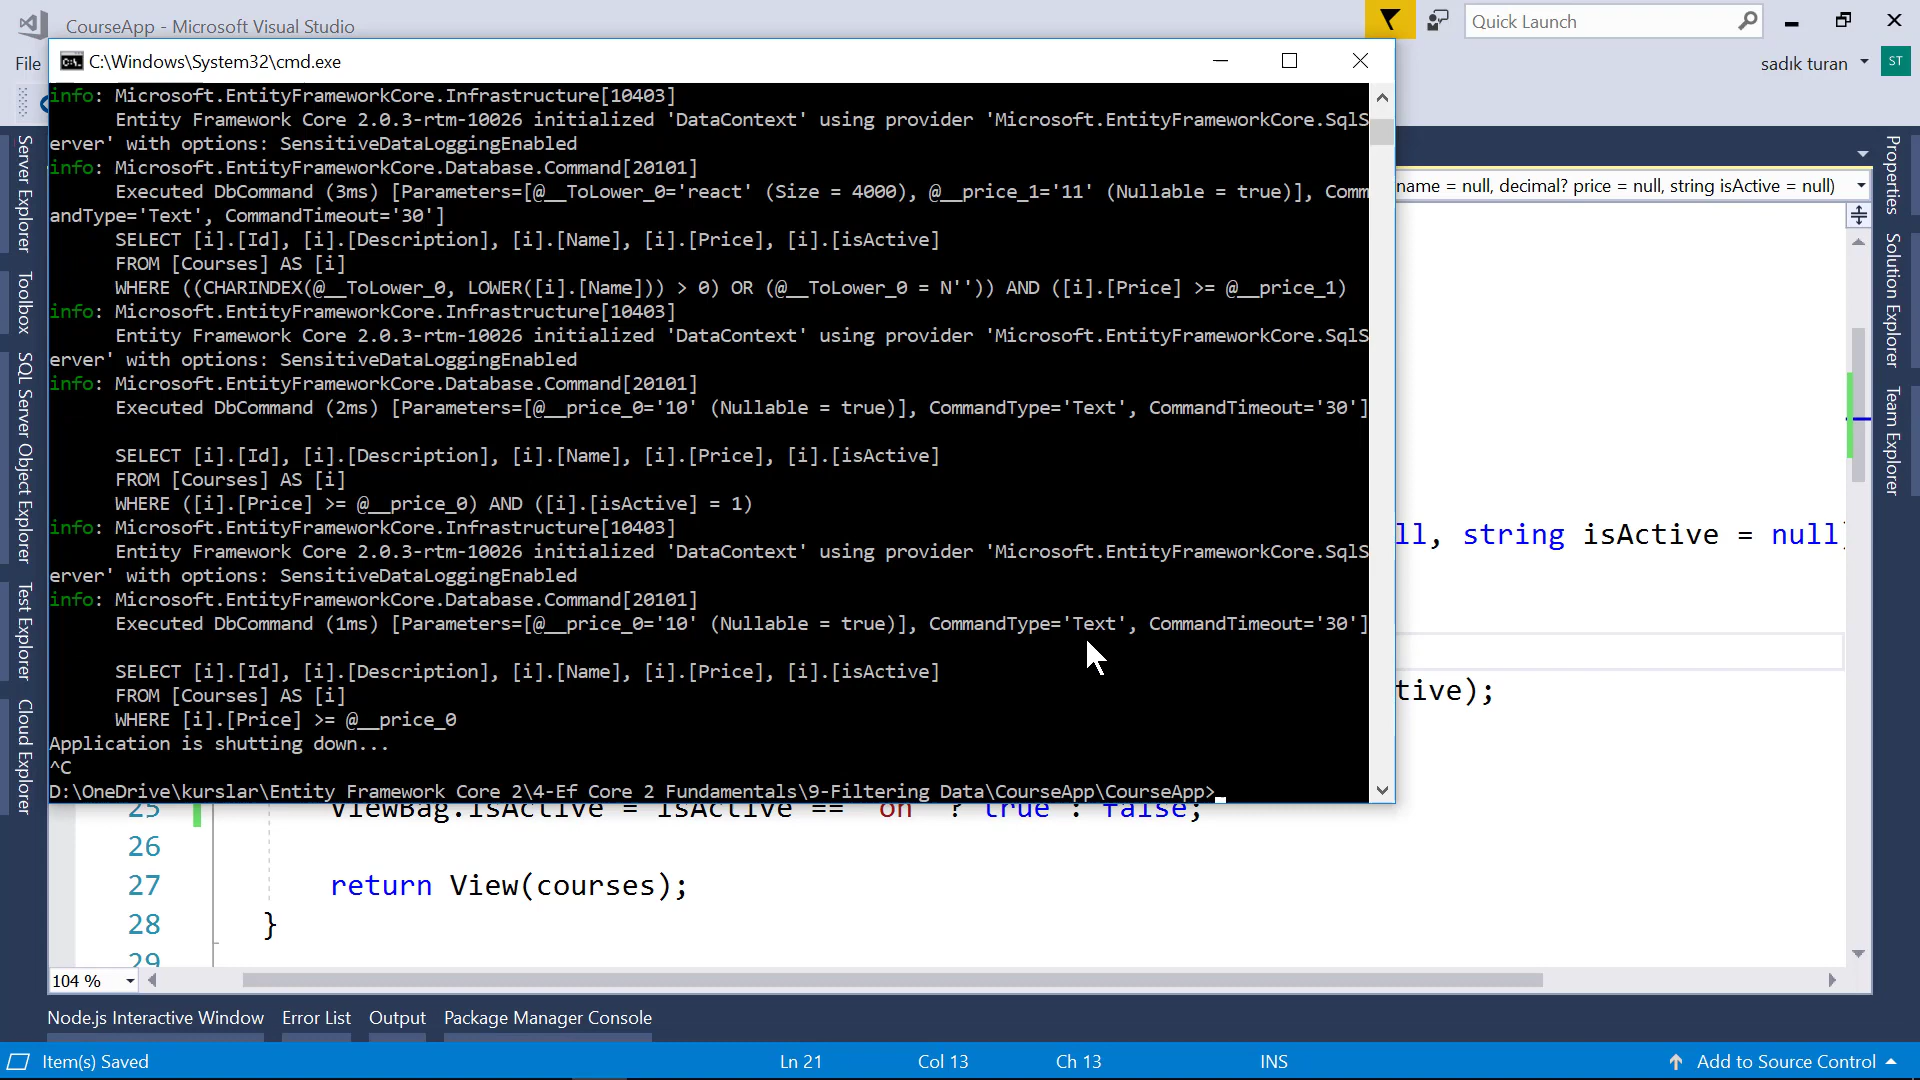 CourseApp - Microsoft Visual Studio
Quick Launch
File
sadık turan
ST
C:\Windows\System32\cmd.exe
info: Microsoft.EntityFrameworkCore.Infrastructure[10403]
Entity Framework Core 2.0.3-rtm-10026 initialized 'DataContext' using provider 'Microsoft.EntityFrameworkCore.SqlS
erver' with options: SensitiveDataLoggingEnabled
info: Microsoft.EntityFrameworkCore.Database.Command[20101]
Executed DbCommand (3ms) [Parameters=[@__ToLower_0='react' (Size = 4000), @__price_1='11' (Nullable = true)], Comm
andType='Text', CommandTimeout='30']
SELECT [i].[Id], [i].[Description], [i].[Name], [i].[Price], [i].[isActive]
FROM [Courses] AS [i]
WHERE ((CHARINDEX(@__ToLower_0, LOWER([i].[Name])) > 0) OR (@__ToLower_0 = N'')) AND ([i].[Price] >= @__price_1)
info: Microsoft.EntityFrameworkCore.Infrastructure[10403]
Entity Framework Core 2.0.3-rtm-10026 initialized 'DataContext' using provider 'Microsoft.EntityFrameworkCore.SqlS
erver' with options: SensitiveDataLoggingEnabled
info: Microsoft.EntityFrameworkCore.Database.Command[20101]
Executed DbCommand (2ms) [Parameters=[@__price_0='10' (Nullable = true)], CommandType='Text', CommandTimeout='30']
SELECT [i].[Id], [i].[Description], [i].[Name], [i].[Price], [i].[isActive]
FROM [Courses] AS [i]
WHERE ([i].[Price] >= @__price_0) AND ([i].[isActive] = 1)
info: Microsoft.EntityFrameworkCore.Infrastructure[10403]
Entity Framework Core 2.0.3-rtm-10026 initialized 'DataContext' using provider 'Microsoft.EntityFrameworkCore.SqlS
erver' with options: SensitiveDataLoggingEnabled
info: Microsoft.EntityFrameworkCore.Database.Command[20101]
Executed DbCommand (1ms) [Parameters=[@__price_0='10' (Nullable = true)], CommandType='Text', CommandTimeout='30']
SELECT [i].[Id], [i].[Description], [i].[Name], [i].[Price], [i].[isActive]
FROM [Courses] AS [i]
WHERE [i].[Price] >= @__price_0
Application is shutting down...
^C
D:\OneDrive\kurslar\Entity Framework Core 2\4-Ef Core 2 Fundamentals\9-Filtering Data\CourseApp\CourseApp>
name = null, decimal? price = null, string isActive = null)
ll, string isActive = null
tive);
25 ViewBag.isActive = isActive == "on" ? true : false;
26
27 return View(courses);
28 }
29
104 %
Server Explorer
Toolbox
SQL Server Object Explorer
Test Explorer
Cloud Explorer
Properties
Solution Explorer
Team Explorer
Node.js Interactive Window Error List Output Package Manager Console
Item(s) Saved
Ln 21
Col 13
Ch 13
INS
Add to Source Control